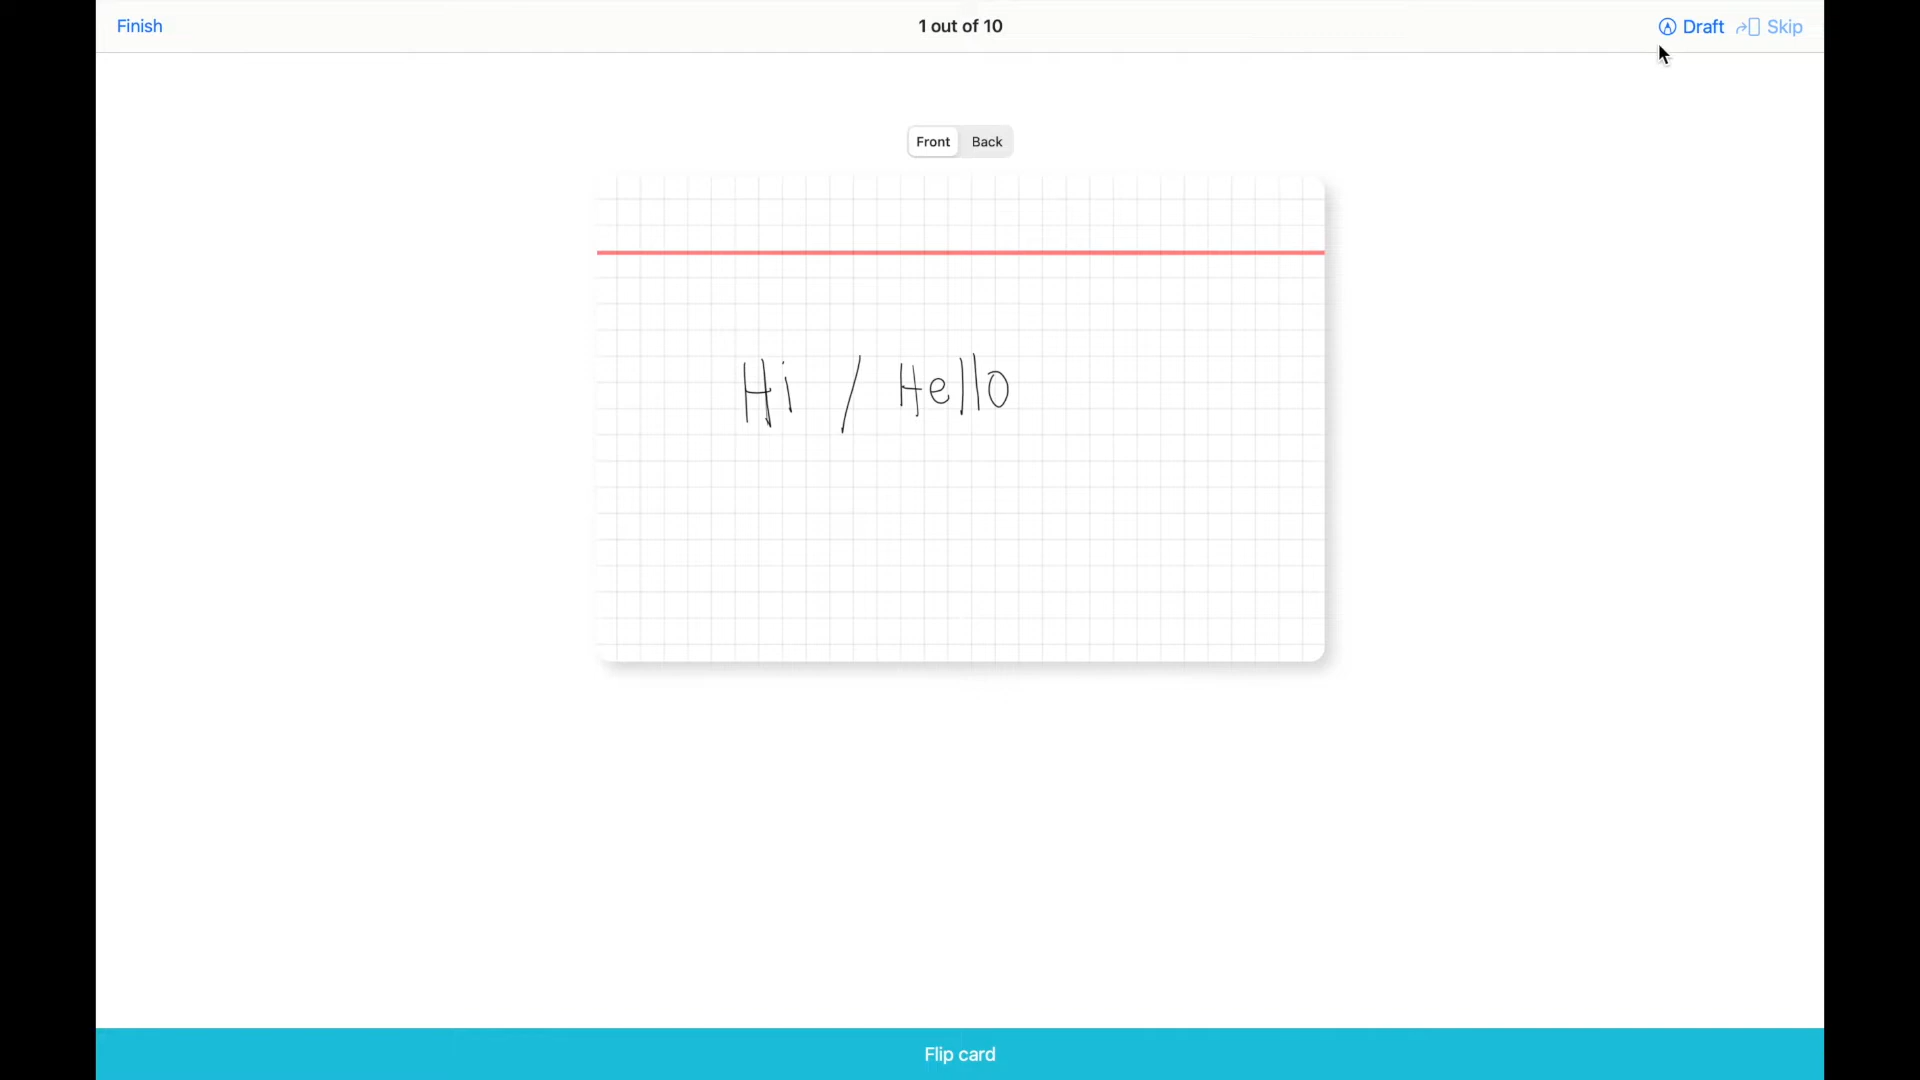 Finish
1 out of 10
Draft
Skip
Front
Back
Hi / Hello
Flip card